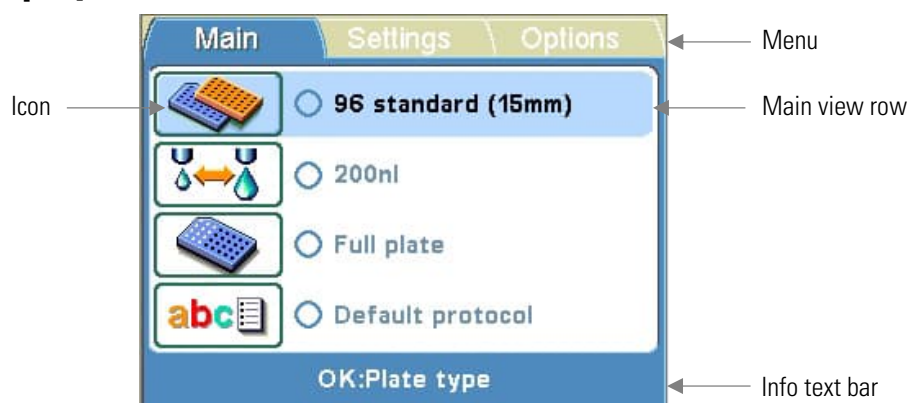 Main Settings Options
Menu
Icon
96 standard (15mm)
Main view row
200nl
Full plate
abc
Default protocol
OK:Plate type
Info text bar